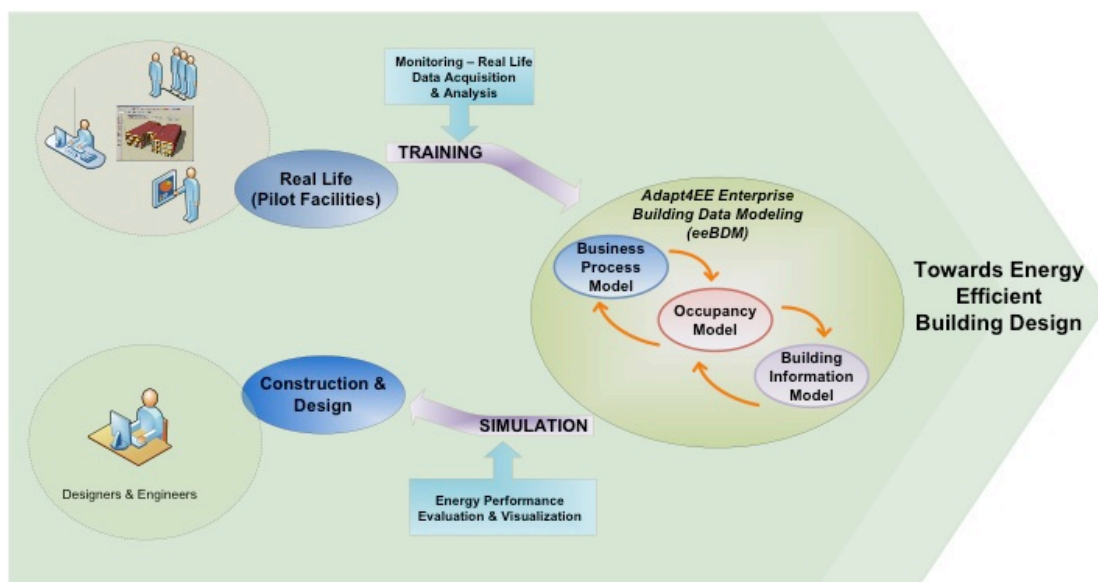 Monitoring – Real Life
Data Acquisition
& Analysis
TRAINING
Real Life
(Pilot Facilities)
Adapt4EE Enterprise
Building Data Modeling
(eeBDM)
Business
Process
Model
Occupancy
Model
Building
Information
Model
Towards Energy
Efficient
Building Design
Construction &
Design
SIMULATION
Designers & Engineers
Energy Performance
Evaluation & Visualization